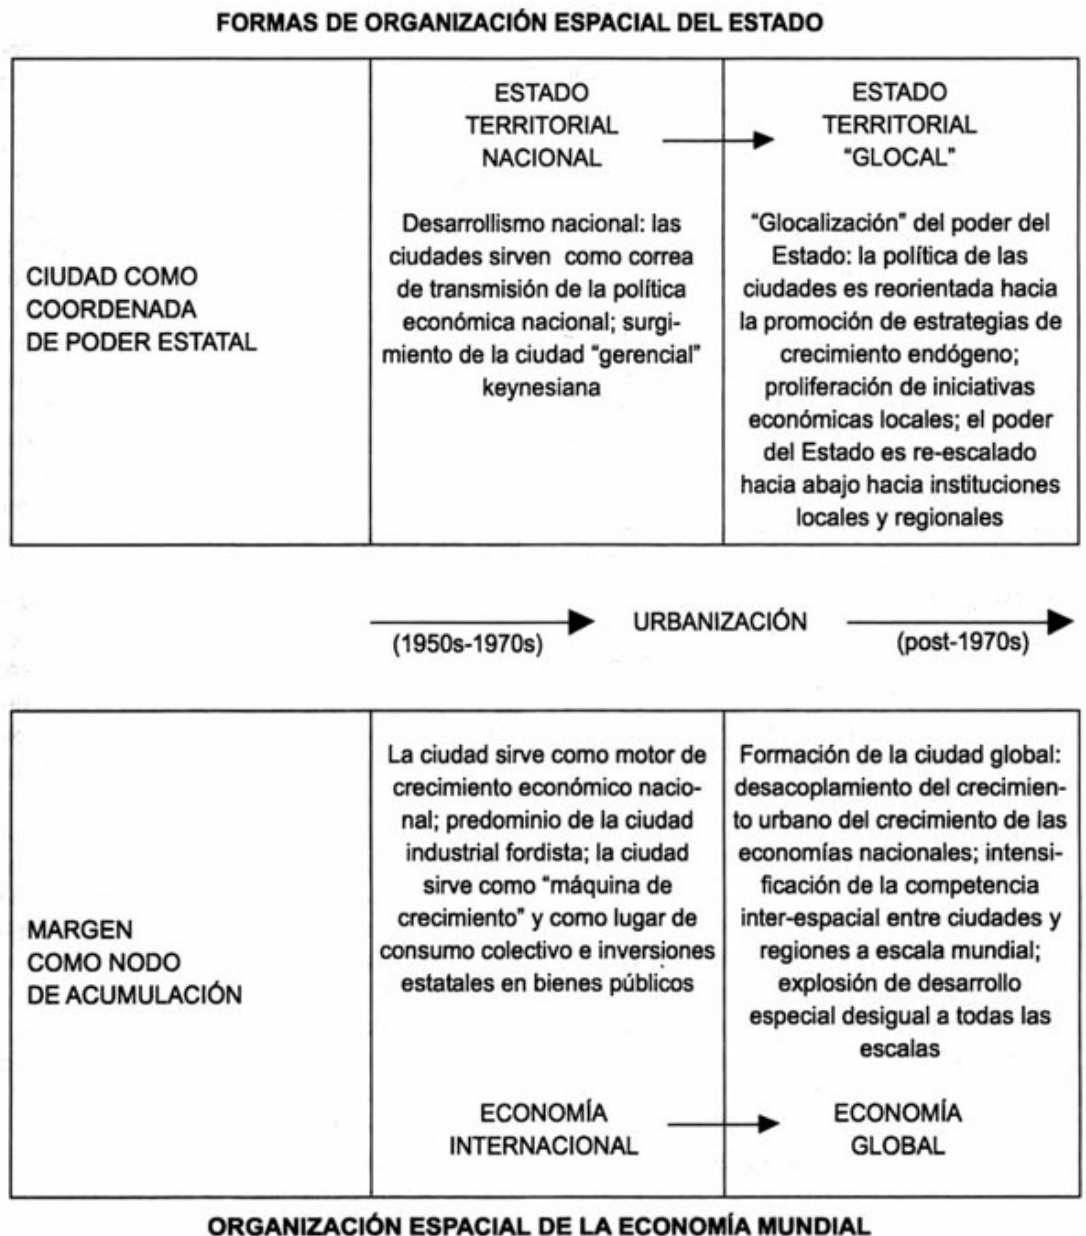 FORMAS DE ORGANIZACIÓN ESPACIAL DEL ESTADO
CIUDAD COMO
COORDENADA
DE PODER ESTATAL
ESTADO
TERRITORIAL
NACIONAL
Desarrollismo nacional: las
ciudades sirven como correa
de transmisión de la política
económica nacional; surgi-
miento de la ciudad “gerencial”
keynesiana
ESTADO
TERRITORIAL
“GLOCAL”
“Glocalización” del poder del
Estado: la política de las
ciudades es reorientada hacia
la promoción de estrategias de
crecimiento endógeno;
proliferación de iniciativas
económicas locales; el poder
del Estado es re-escalado
hacia abajo hacia instituciones
locales y regionales
URBANIZACIÓN
(1950s-1970s)
(post-1970s)
MARGEN
COMO NODO
DE ACUMULACIÓN
La ciudad sirve como motor de
crecimiento económico nacio-
nal; predominio de la ciudad
industrial fordista; la ciudad
sirve como “máquina de
crecimiento” y como lugar de
consumo colectivo e inversiones
estatales en bienes públicos
ECONOMÍA
INTERNACIONAL
Formación de la ciudad global:
desacoplamiento del crecimien-
to urbano del crecimiento de las
economías nacionales; intensi-
ficación de la competencia
inter-espacial entre ciudades y
regiones a escala mundial;
explosión de desarrollo
especial desigual a todas las
escalas
ECONOMÍA
GLOBAL
ORGANIZACIÓN ESPACIAL DE LA ECONOMÍA MUNDIAL